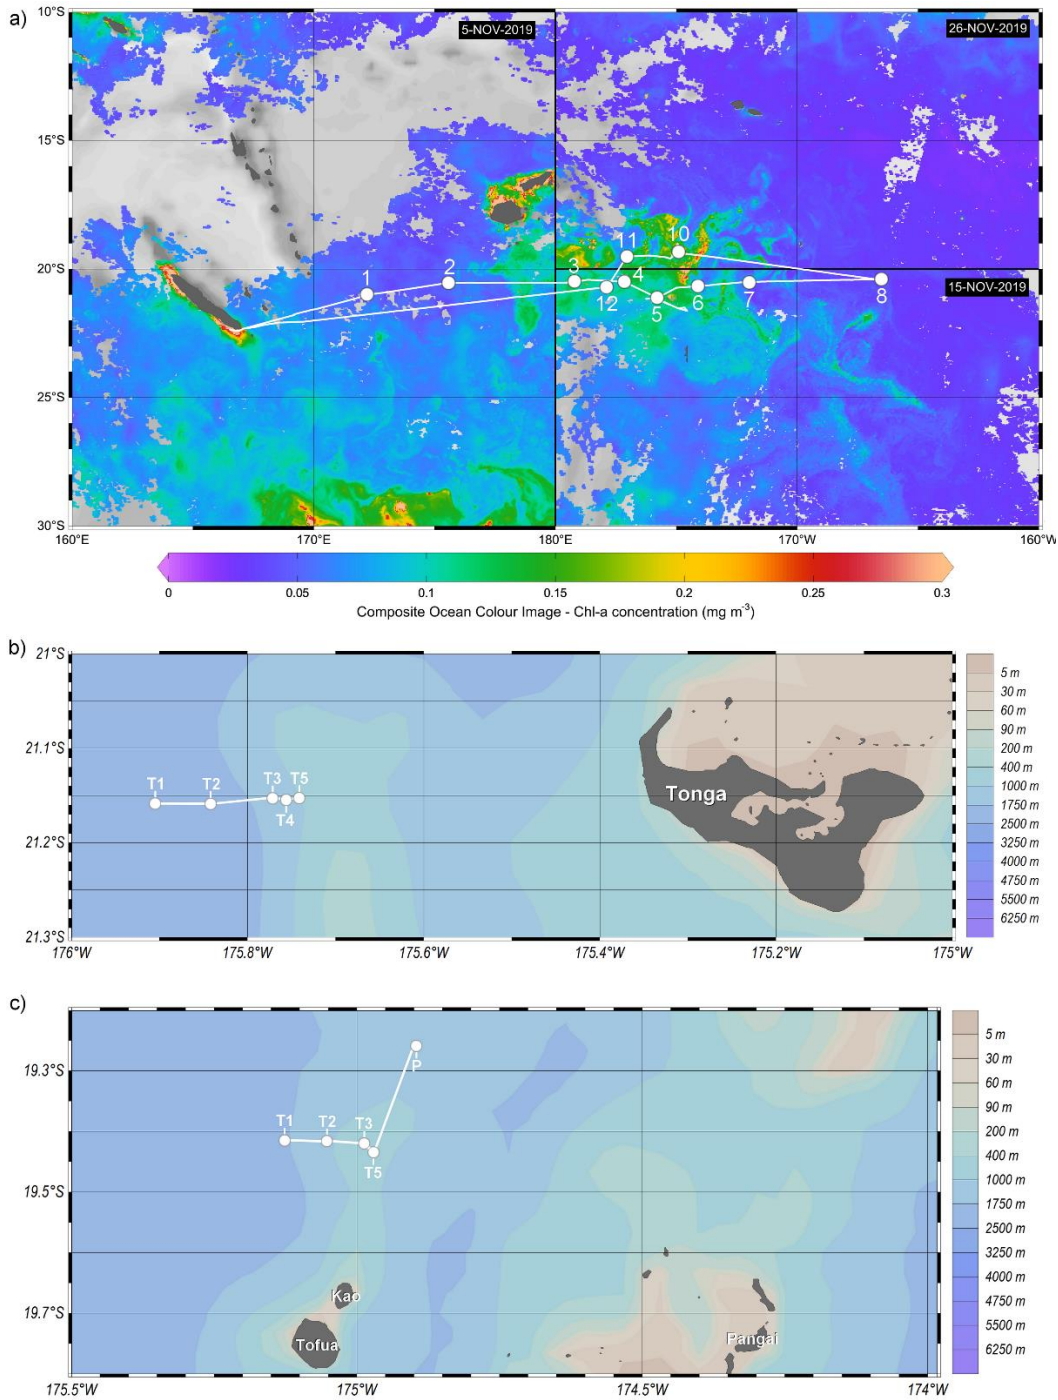 a)
5-NOV-2019
26-NOV-2019
10°S
15°S
20°S
25°S
30°S
11
10
1
2
3
4
12
5
6
7
8
15-NOV-2019
160°E
170°E
180°E
170°W
160°W
0
0.05
0.1
0.15
0.2
0.25
0.3
Composite Ocean Colour Image - Chl-a concentration (mg m-3)
b)
21°S
21.1°S
21.2°S
21.3°S
T1
T2
T3
T5
T4
Tonga
176°W
175.8°W
175.6°W
175.4°W
175.2°W
175°W
5 m
30 m
60 m
90 m
200 m
400 m
1000 m
1750 m
2500 m
3250 m
4000 m
4750 m
5500 m
6250 m
c)
19.3°S
19.5°S
19.7°S
P
T1
T2
T3
T5
Kao
Tofua
Pangai
175.5°W
175°W
174.5°W
174°W
5 m
30 m
60 m
90 m
200 m
400 m
1000 m
1750 m
2500 m
3250 m
4000 m
4750 m
5500 m
6250 m